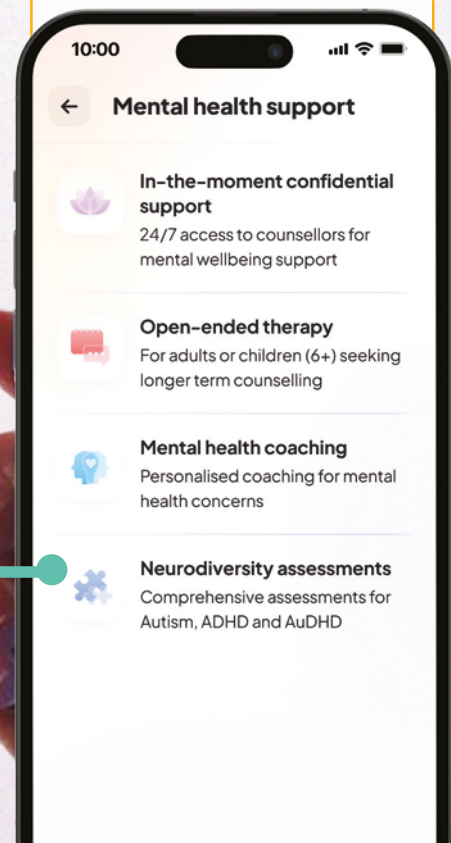 10:00
Mental health support
In-the-moment confidential
support
24/7 access to counsellors for
mental wellbeing support
Open-ended therapy
For adults or children (6+) seeking
longer term counselling
Mental health coaching
Personalised coaching for mental
health concerns
Neurodiversity assessments
Comprehensive assessments for
Autism, ADHD and AuDHD